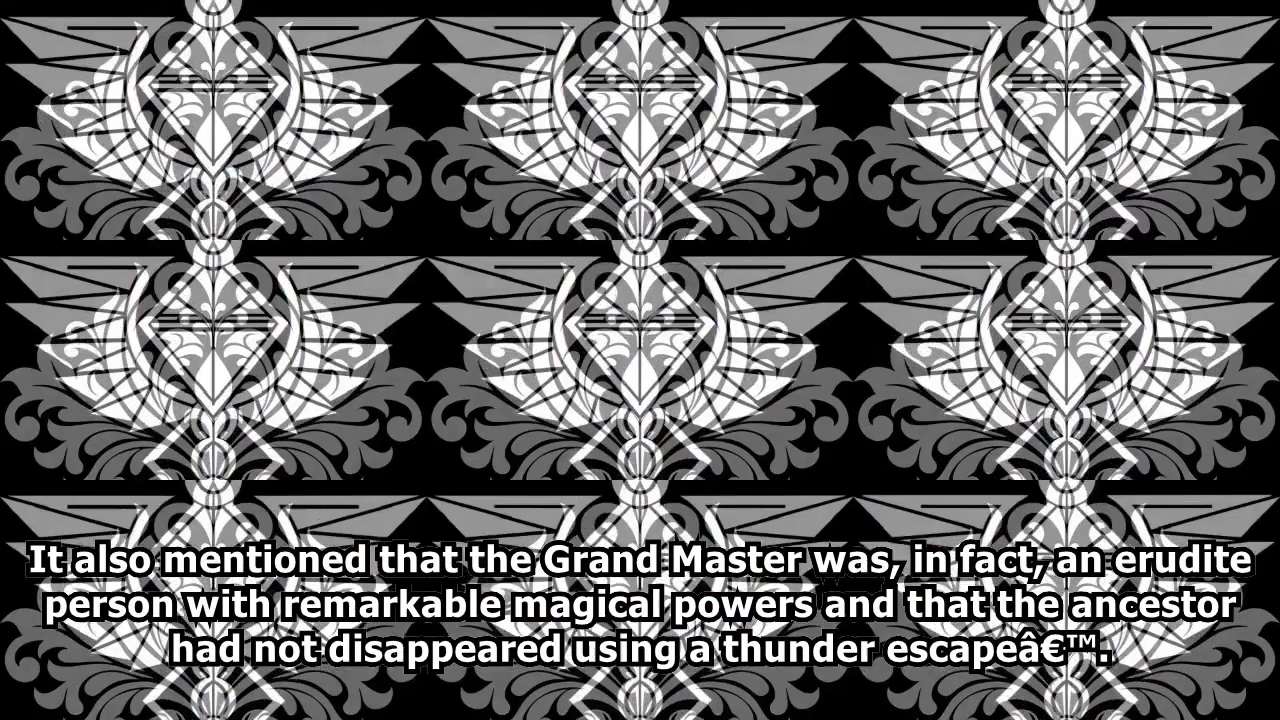 It also mentioned that the Grand Master was, in fact, an erudite
person with remarkable magical powers and that the ancestor
had not disappeared using a thunder escapeâ€™.